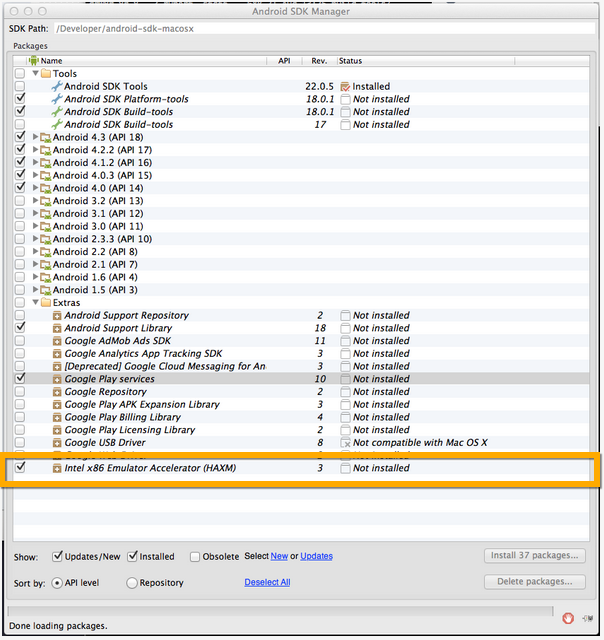 Android SDK Manager
SDK Path: /Developer/android-sdk-macosx
Packages
Name API Rev. Status
Tools
Android SDK Tools 22.0.5 Installed
Android SDK Platform-tools 18.0.1 Not installed
Android SDK Build-tools 18.0.1 Not installed
Android SDK Build-tools 17 Not installed
Android 4.3 (API 18)
Android 4.2.2 (API 17)
Android 4.1.2 (API 16)
Android 4.0.3 (API 15)
Android 4.0 (API 14)
Android 3.2 (API 13)
Android 3.1 (API 12)
Android 3.0 (API 11)
Android 2.3.3 (API 10)
Android 2.2 (API 8)
Android 2.1 (API 7)
Android 1.6 (API 4)
Android 1.5 (API 3)
Extras
Android Support Repository 2 Not installed
Android Support Library 18 Not installed
Google AdMob Ads SDK 11 Not installed
Google Analytics App Tracking SDK 3 Not installed
[Deprecated] Google Cloud Messaging for An 3 Not installed
Google Play services 10 Not installed
Google Repository 2 Not installed
Google Play APK Expansion Library 3 Not installed
Google Play Billing Library 4 Not installed
Google Play Licensing Library 2 Not installed
Google USB Driver 8 Not compatible with Mac OS X
Intel x86 Emulator Accelerator (HAXM) 3 Not installed
Show: Updates/New Installed Obsolete Select New or Updates Install 37 packages...
Sort by: API level Repository Deselect All Delete packages...
Done loading packages.